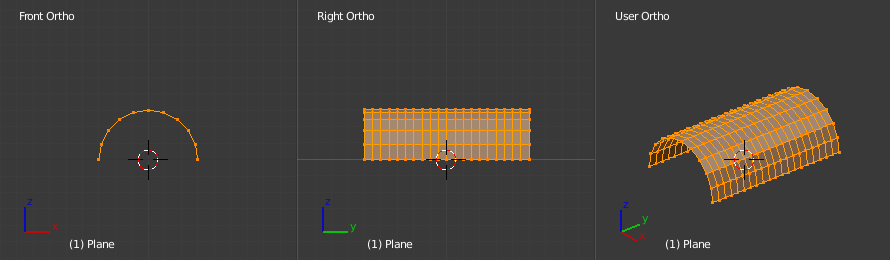 Front Ortho
z
x
(1) Plane
Right Ortho
z
y
(1) Plane
User Ortho
z
y
x
(1) Plane